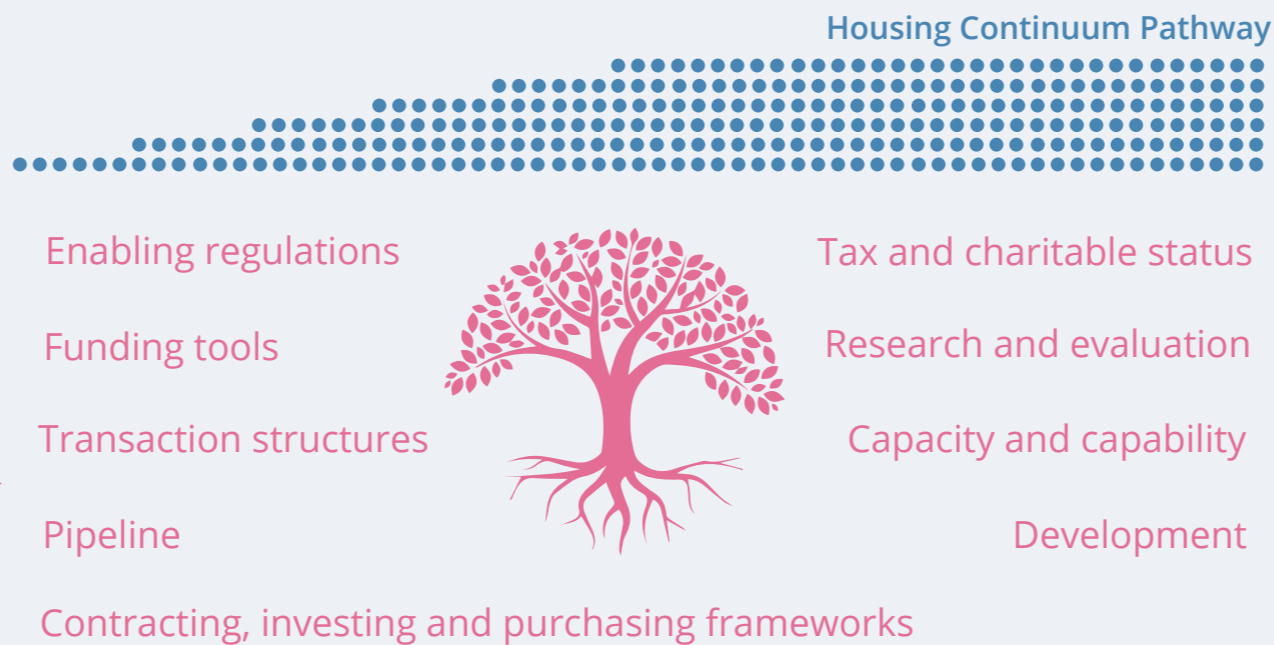 Housing Continuum Pathway
Enabling regulations
Tax and charitable status
Funding tools
Research and evaluation
Transaction structures
Capacity and capability
Pipeline
Development
Contracting, investing and purchasing frameworks